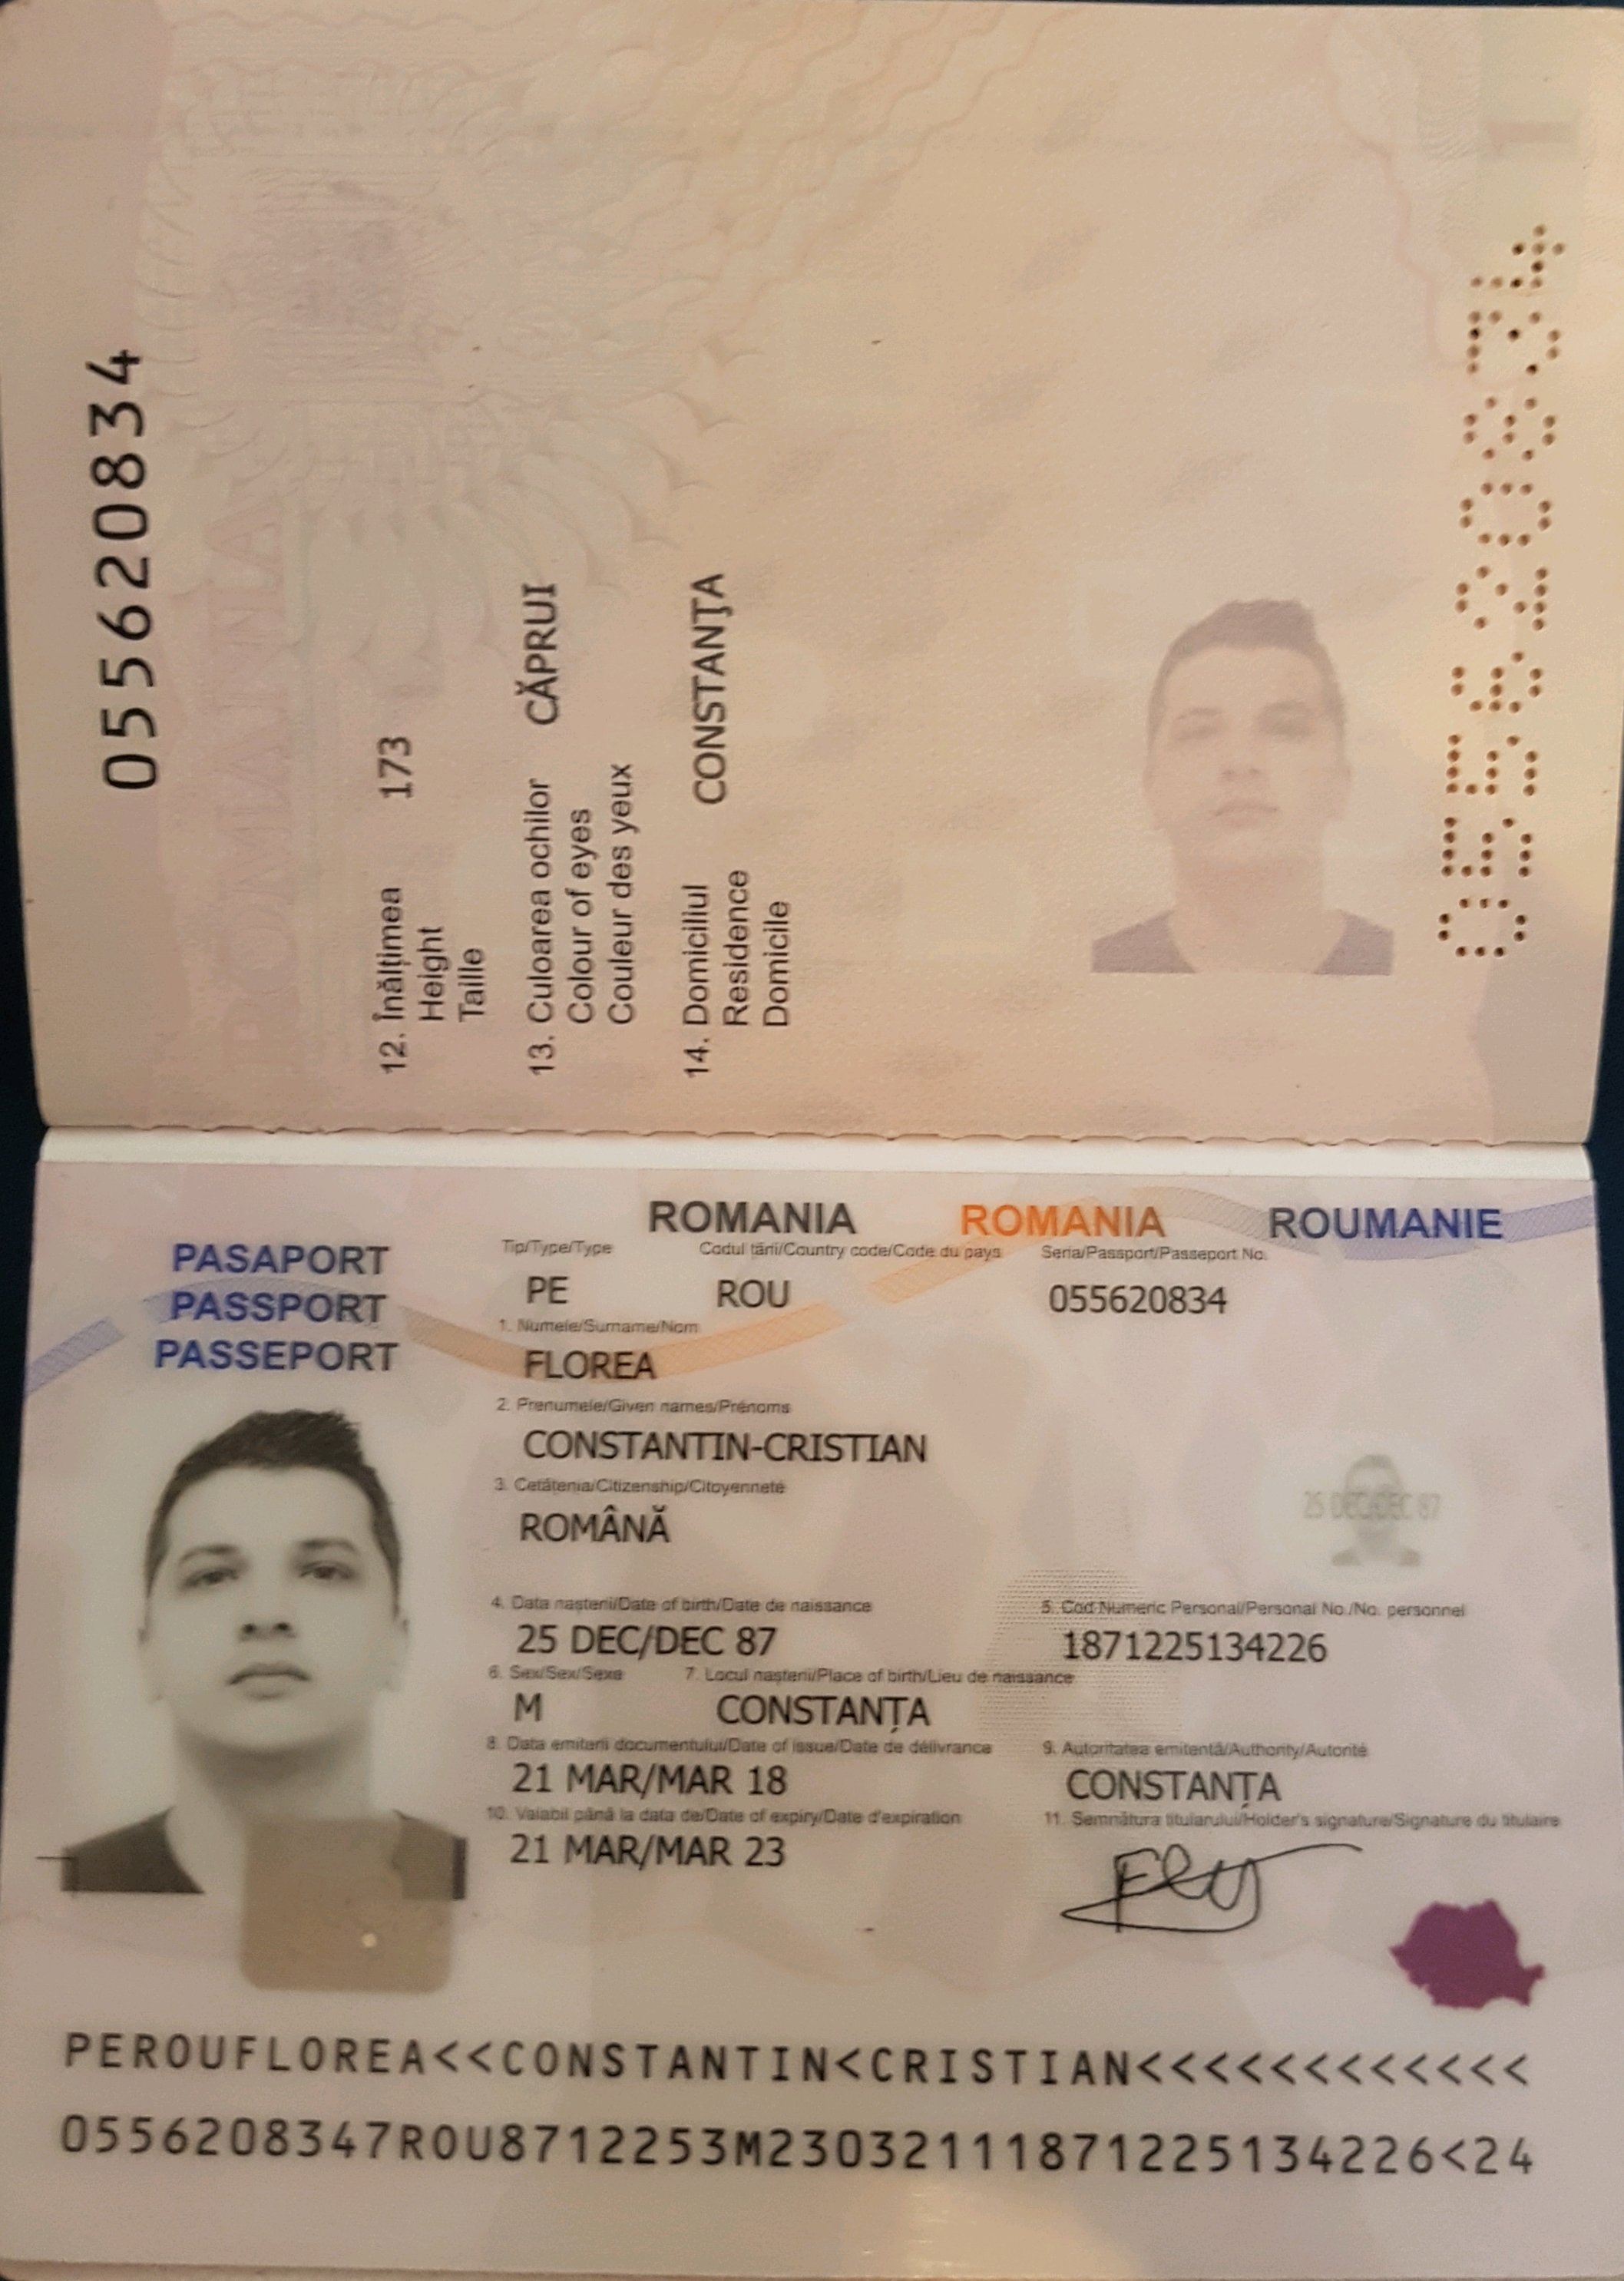 055620834
12. Înălțimea 173
Height
Taille
13. Culoarea ochilor CĂPRUI
Colour of eyes
Couleur des yeux
14. Domiciliul CONSTANŢA
Residence
Domicile
055620834
ROMANIA
1
ROMANIA ROMANIA ROUMANIE
PASAPORT
PASSPORT
PASSEPORT
Tip/Type/Type Codul țării/Country code/Code du pays Seria/Passport/Passeport No.
PE ROU 055620834
1. Numele/Surname/Nom
FLOREA
2. Prenumele/Given names/Prénoms
CONSTANTIN-CRISTIAN
3. Cetățenia/Citizenship/Citoyenneté
ROMÂNĂ
25 DEC/DEC 87
4. Data nașterii/Date of birth/Date de naissance 5. Cod Numeric Personal/Personal No./No. personnel
25 DEC/DEC 87 1871225134226
6. Sex/Sex/Sexe 7. Locul nașterii/Place of birth/Lieu de naissance
M CONSTANȚA
8. Data emiterii documentului/Date of issue/Date de délivrance 9. Autoritatea emitentă/Authority/Autorité
21 MAR/MAR 18 CONSTANȚA
10. Valabil până la data de/Date of expiry/Date d'expiration 11. Semnătura titularului/Holder's signature/Signature du titulaire
21 MAR/MAR 23
PEROUFLOREA<<CONSTANTIN<CRISTIAN<<<<<<<<<<<<
0556208347ROU8712253M23032111871225134226<24